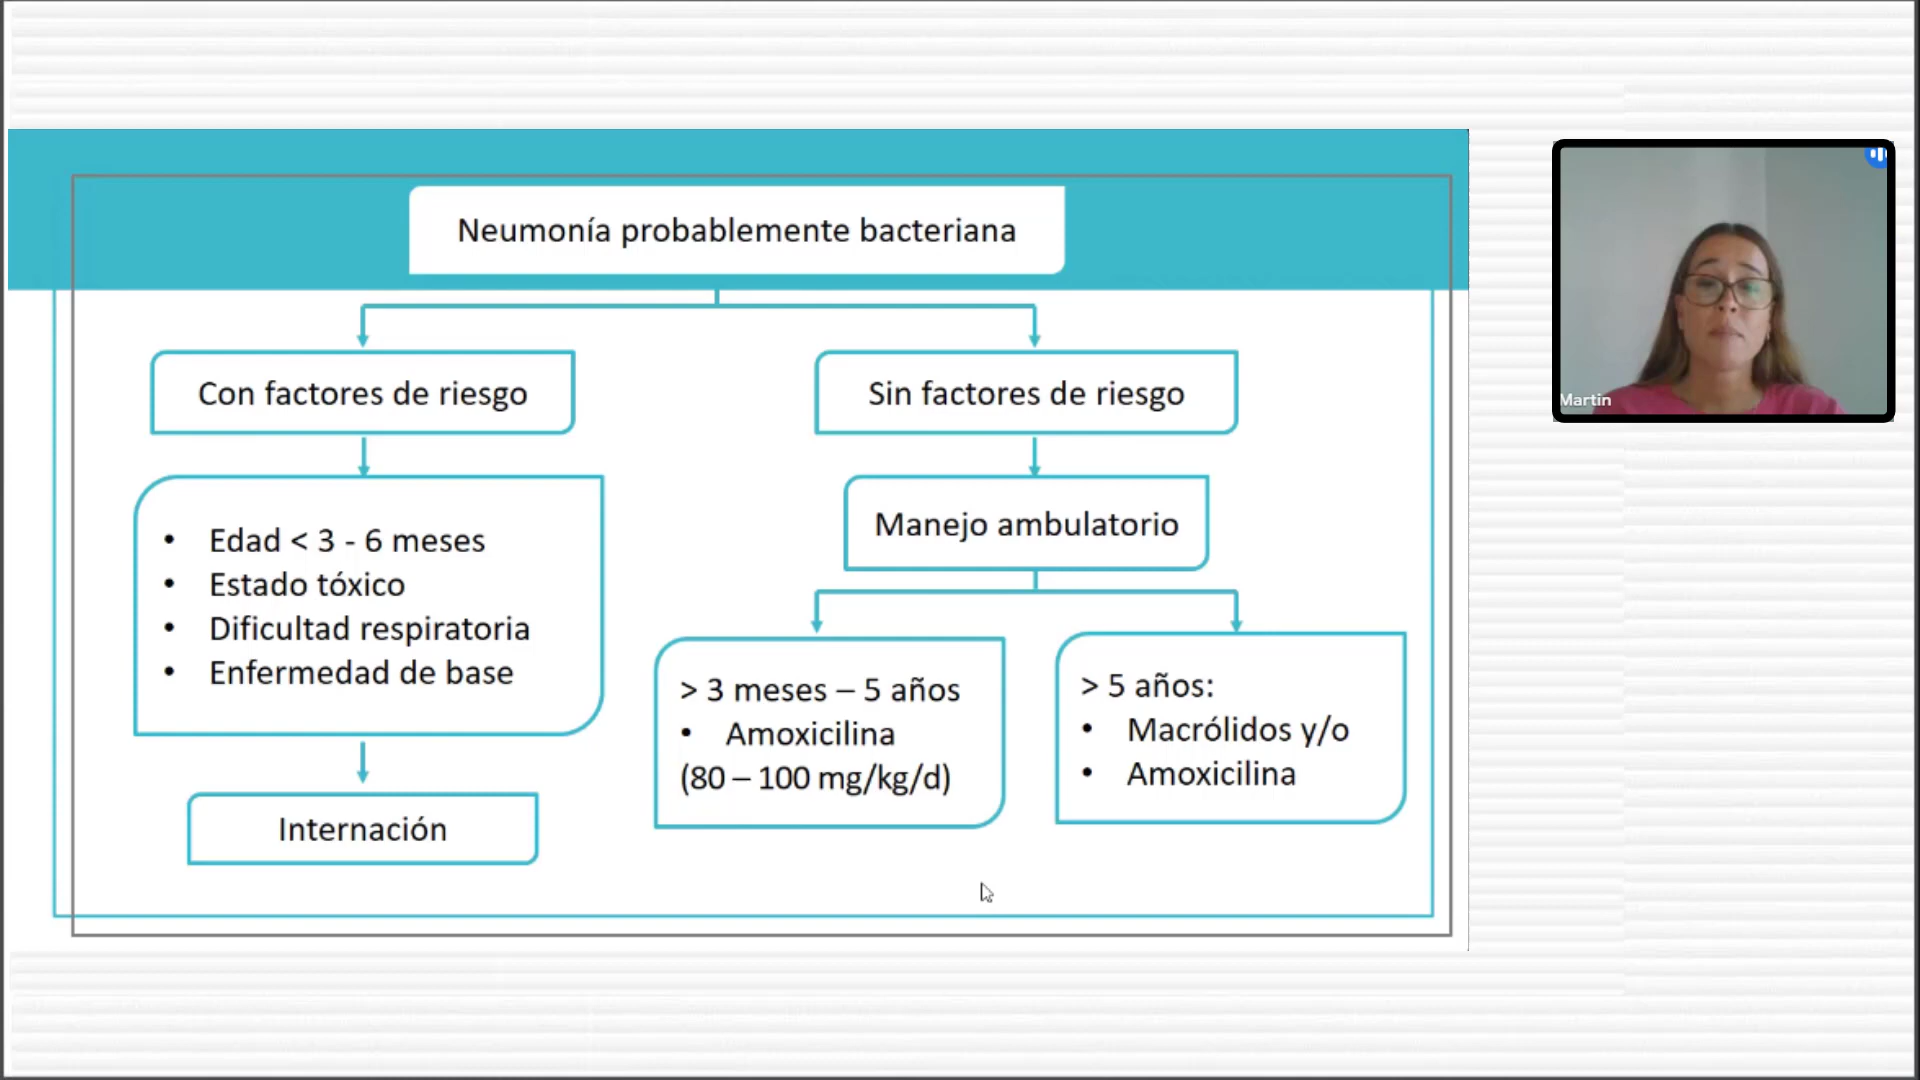 Neumonía probablemente bacteriana
Con factores de riesgo
Sin factores de riesgo
• Edad < 3 - 6 meses
• Estado tóxico
• Dificultad respiratoria
• Enfermedad de base
Internación
Manejo ambulatorio
> 3 meses – 5 años
• Amoxicilina
(80 – 100 mg/kg/d)
> 5 años:
• Macrólidos y/o
• Amoxicilina
Martin